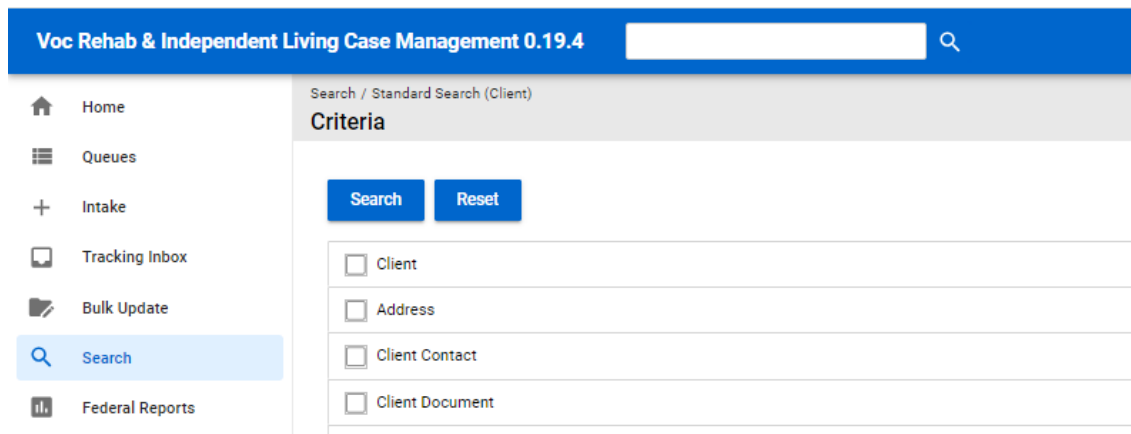 Voc Rehab & Independent Living Case Management 0.19.4
Home
Queues
Intake
Tracking Inbox
Bulk Update
Search
Federal Reports
Search / Standard Search (Client)
Criteria
Search Reset
Client
Address
Client Contact
Client Document